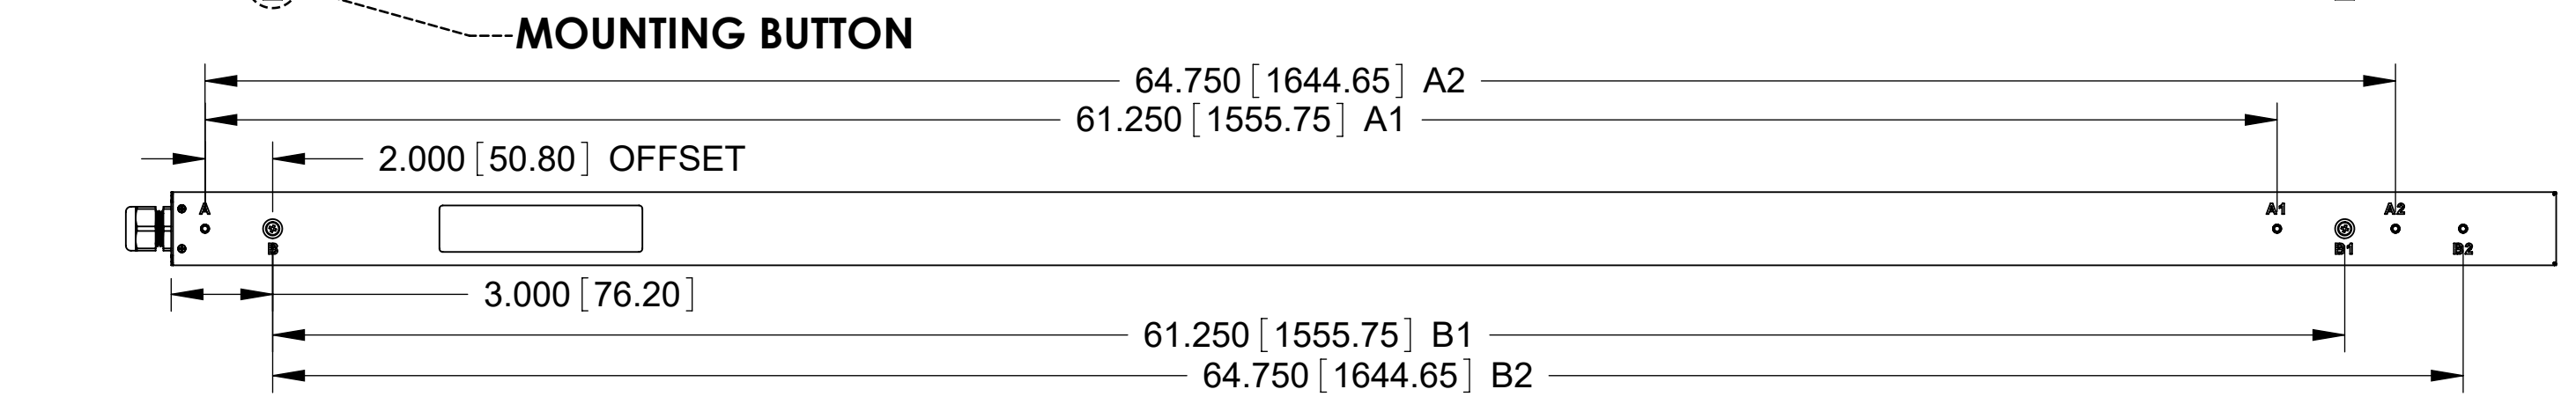 MOUNTING BUTTON
64.750 [1644.65] A2
61.250 [1555.75] A1
2.000 [50.80] OFFSET
A
A1
A2
B
B1
B2
3.000 [76.20]
61.250 [1555.75] B1
64.750 [1644.65] B2